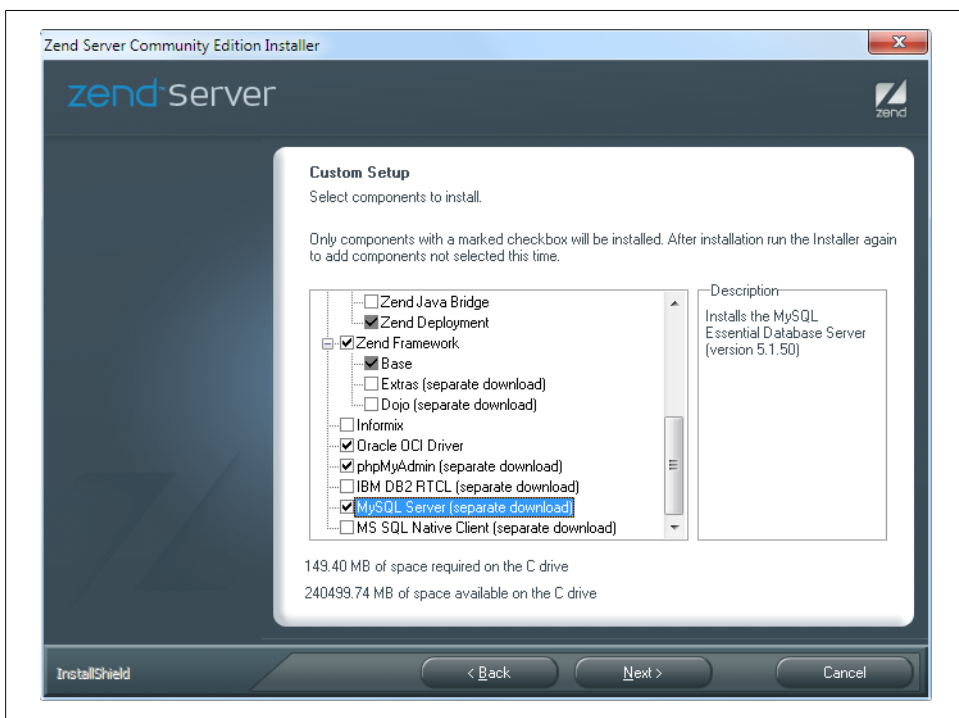 Zend Server Community Edition Installer
zend server
zend
Custom Setup
Select components to install.
Only components with a marked checkbox will be installed. After installation run the Installer again
to add components not selected this time.
Zend Java Bridge
Zend Deployment
Zend Framework
Base
Extras (separate download)
Dojo (separate download)
Informix
Oracle OCI Driver
phpMyAdmin (separate download)
IBM DB2 RTCL (separate download)
MySQL Server (separate download)
MS SQL Native Client (separate download)
Description
Installs the MySQL
Essential Database Server
(version 5.1.50)
149.40 MB of space required on the C drive
240499.74 MB of space available on the C drive
InstallShield
< Back
Next >
Cancel